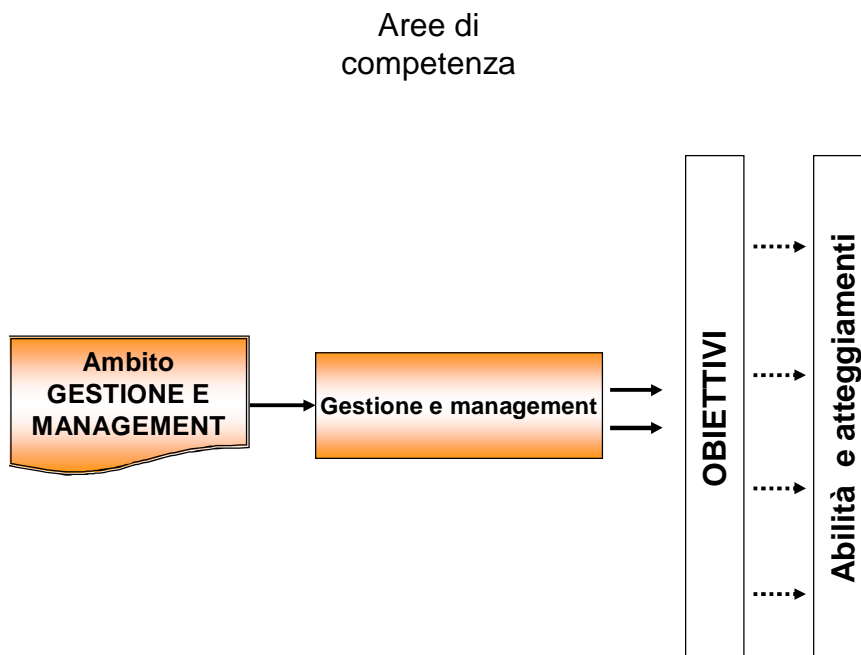 Aree di
competenza
Ambito
GESTIONE E
MANAGEMENT
Gestione e management
OBIETTIVI
Abilità e atteggiamenti